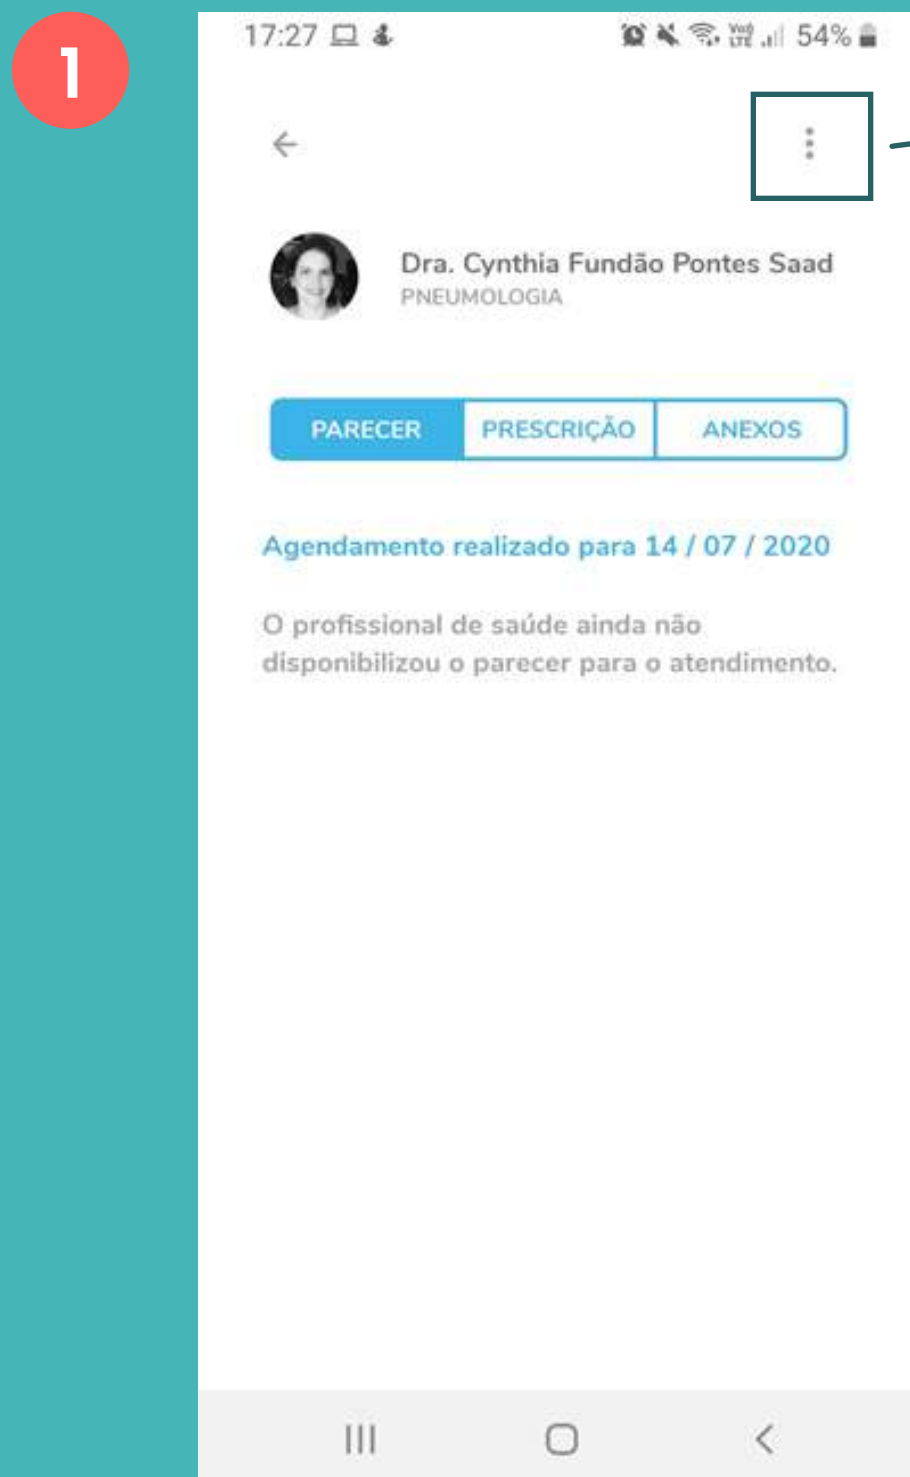 1
17:27
54%
Dra. Cynthia Fundão Pontes Saad
PNEUMOLOGIA
PARECER PRESCRIÇÃO ANEXOS
Agendamento realizado para 14 / 07 / 2020
O profissional de saúde ainda não
disponibilizou o parecer para o atendimento.